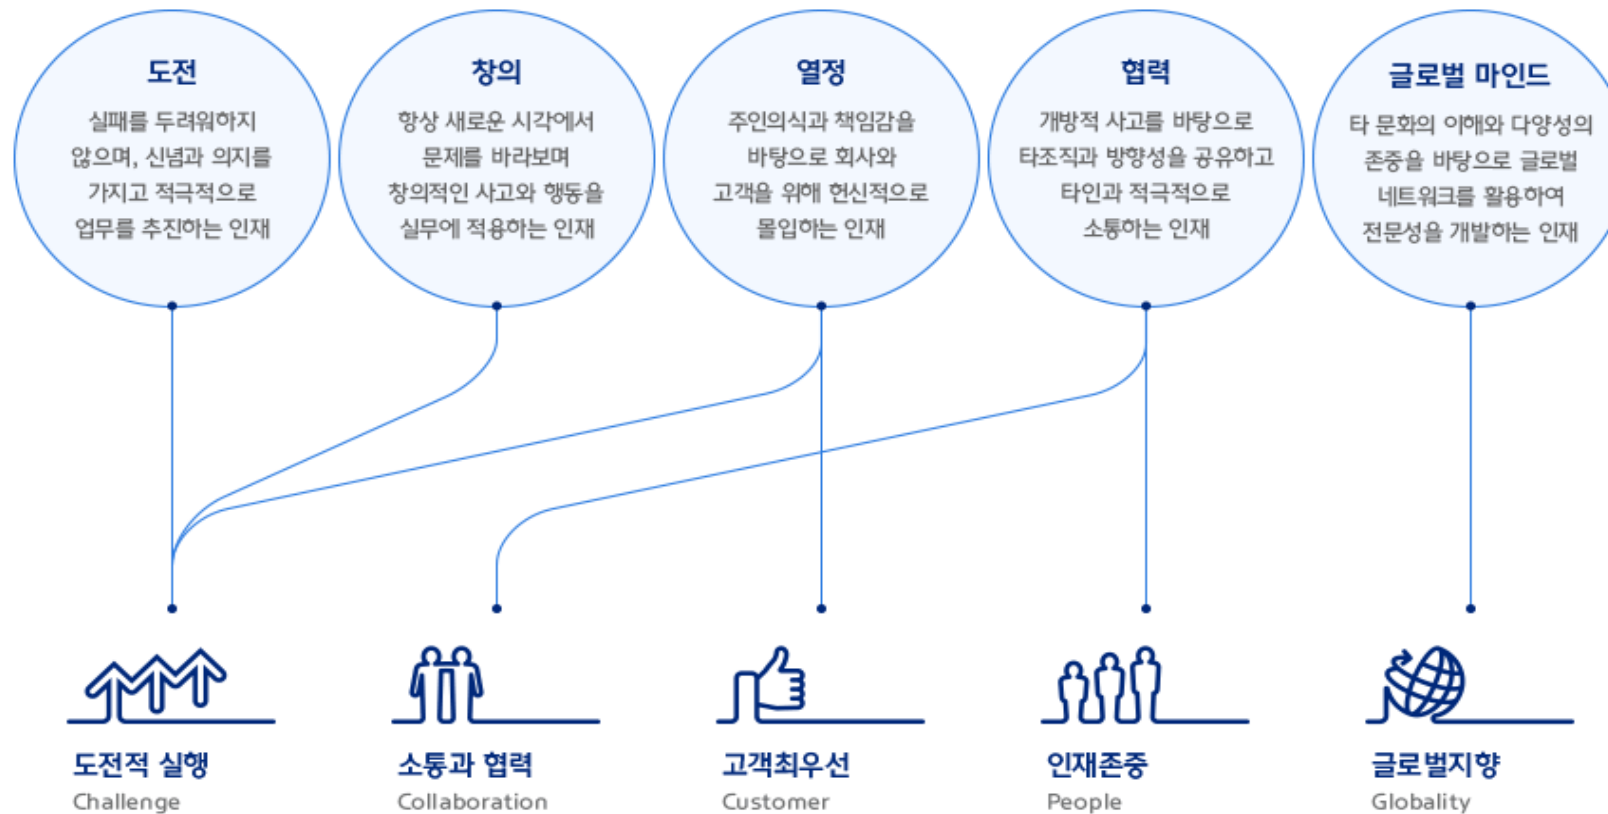 도전
실패를 두려워하지
않으며, 신념과 의지를
가지고 적극적으로
업무를 추진하는 인재
창의
항상 새로운 시각에서
문제를 바라보며
창의적인 사고와 행동을
실무에 적용하는 인재
열정
주인의식과 책임감을
바탕으로 회사와
고객을 위해 헌신적으로
몰입하는 인재
협력
개방적 사고를 바탕으로
타조직과 방향성을 공유하고
타인과 적극적으로
소통하는 인재
글로벌 마인드
타 문화의 이해와 다양성의
존중을 바탕으로 글로벌
네트워크를 활용하여
전문성을 개발하는 인재
도전적 실행
Challenge
소통과 협력
Collaboration
고객최우선
Customer
인재존중
People
글로벌지향
Globality